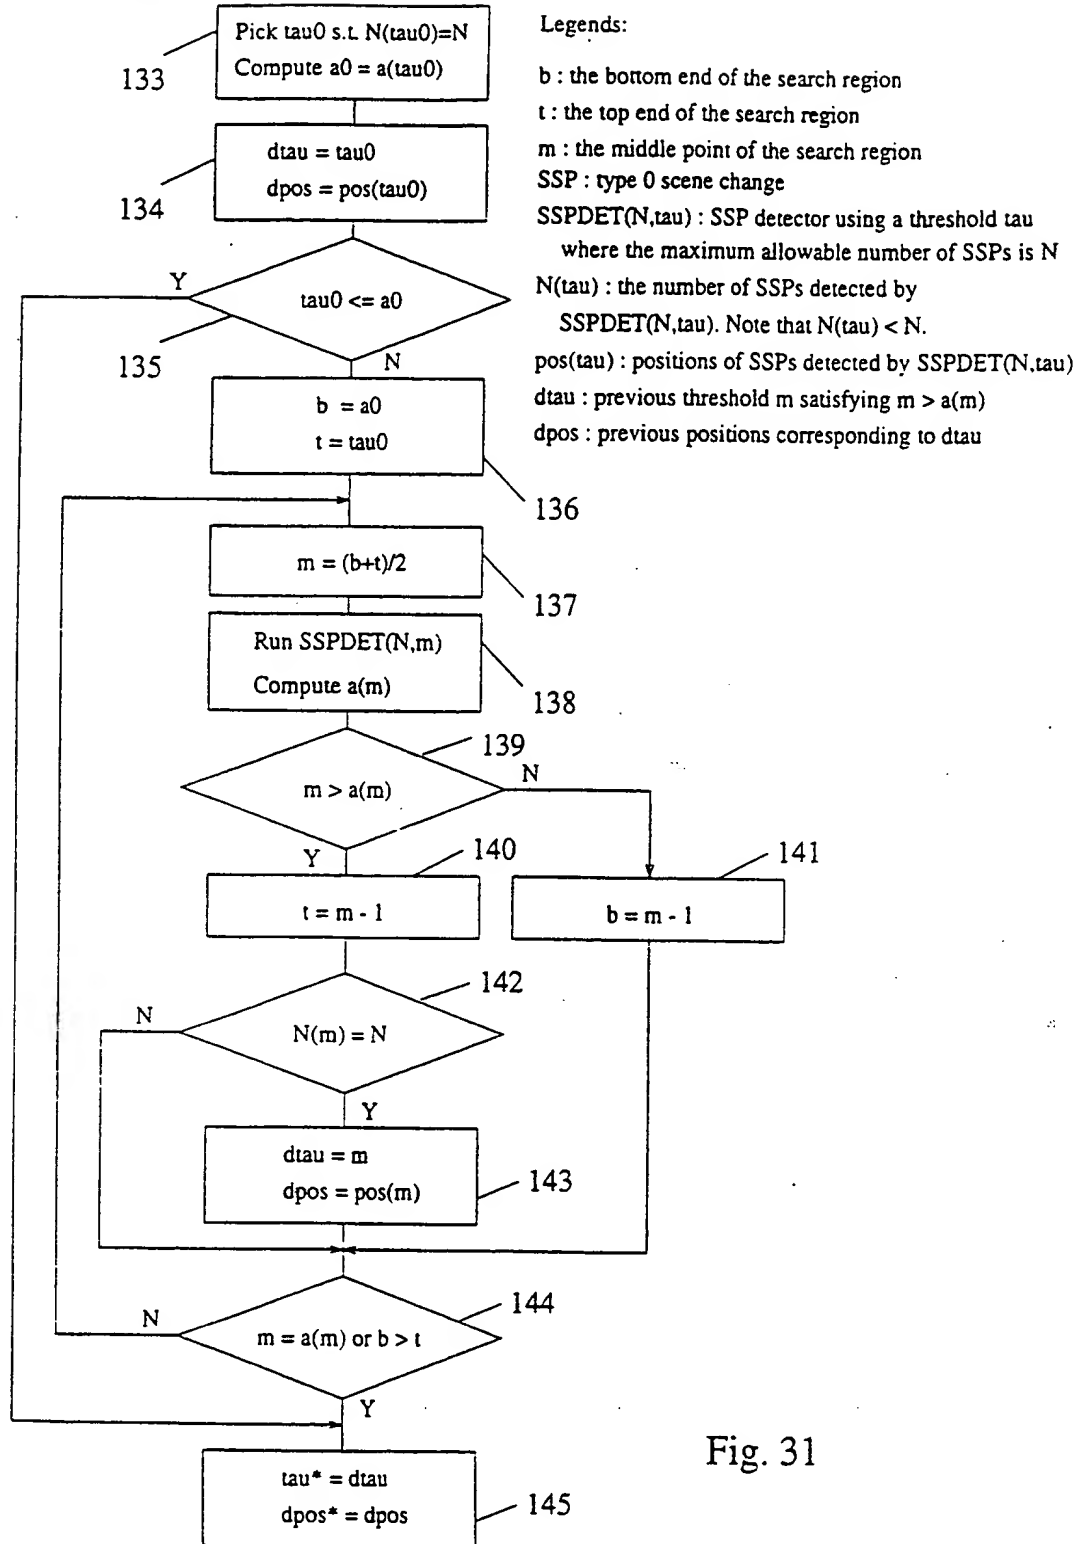 Pick tau0 s.t. N(tau0)=N
Compute a0 = a(tau0)
133
Legends:
b : the bottom end of the search region
t : the top end of the search region
m : the middle point of the search region
SSP : type 0 scene change
SSPDET(N,tau) : SSP detector using a threshold tau
where the maximum allowable number of SSPs is N
N(tau) : the number of SSPs detected by
SSPDET(N,tau). Note that N(tau) < N.
pos(tau) : positions of SSPs detected by SSPDET(N,tau)
dtau : previous threshold m satisfying m > a(m)
dpos : previous positions corresponding to dtau
dtau = tau0
dpos = pos(tau0)
134
Y
tau0 <= a0
135
N
b = a0
t = tau0
136
m = (b+t)/2
137
Run SSPDET(N,m)
Compute a(m)
138
139
m > a(m)
N
Y
140
141
t = m - 1
b = m - 1
142
N
N(m) = N
Y
dtau = m
dpos = pos(m)
143
144
N
m = a(m) or b > t
Y
tau* = dtau
dpos* = dpos
145
Fig. 31